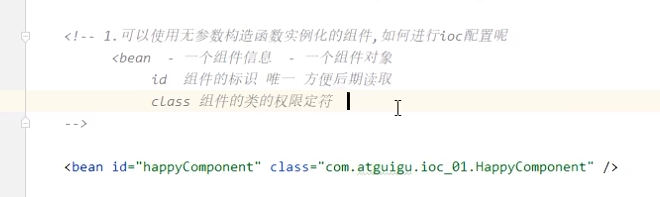 <!-- 1.可以使用无参数构造函数实例化的组件,如何进行ioc配置呢
<bean - 一个组件信息 - 一个组件对象
id 组件的标识 唯一 方便后期读取
class 组件的类的权限定符
-->
<bean id="happyComponent" class="com.atguigu.ioc_01.HappyComponent" />